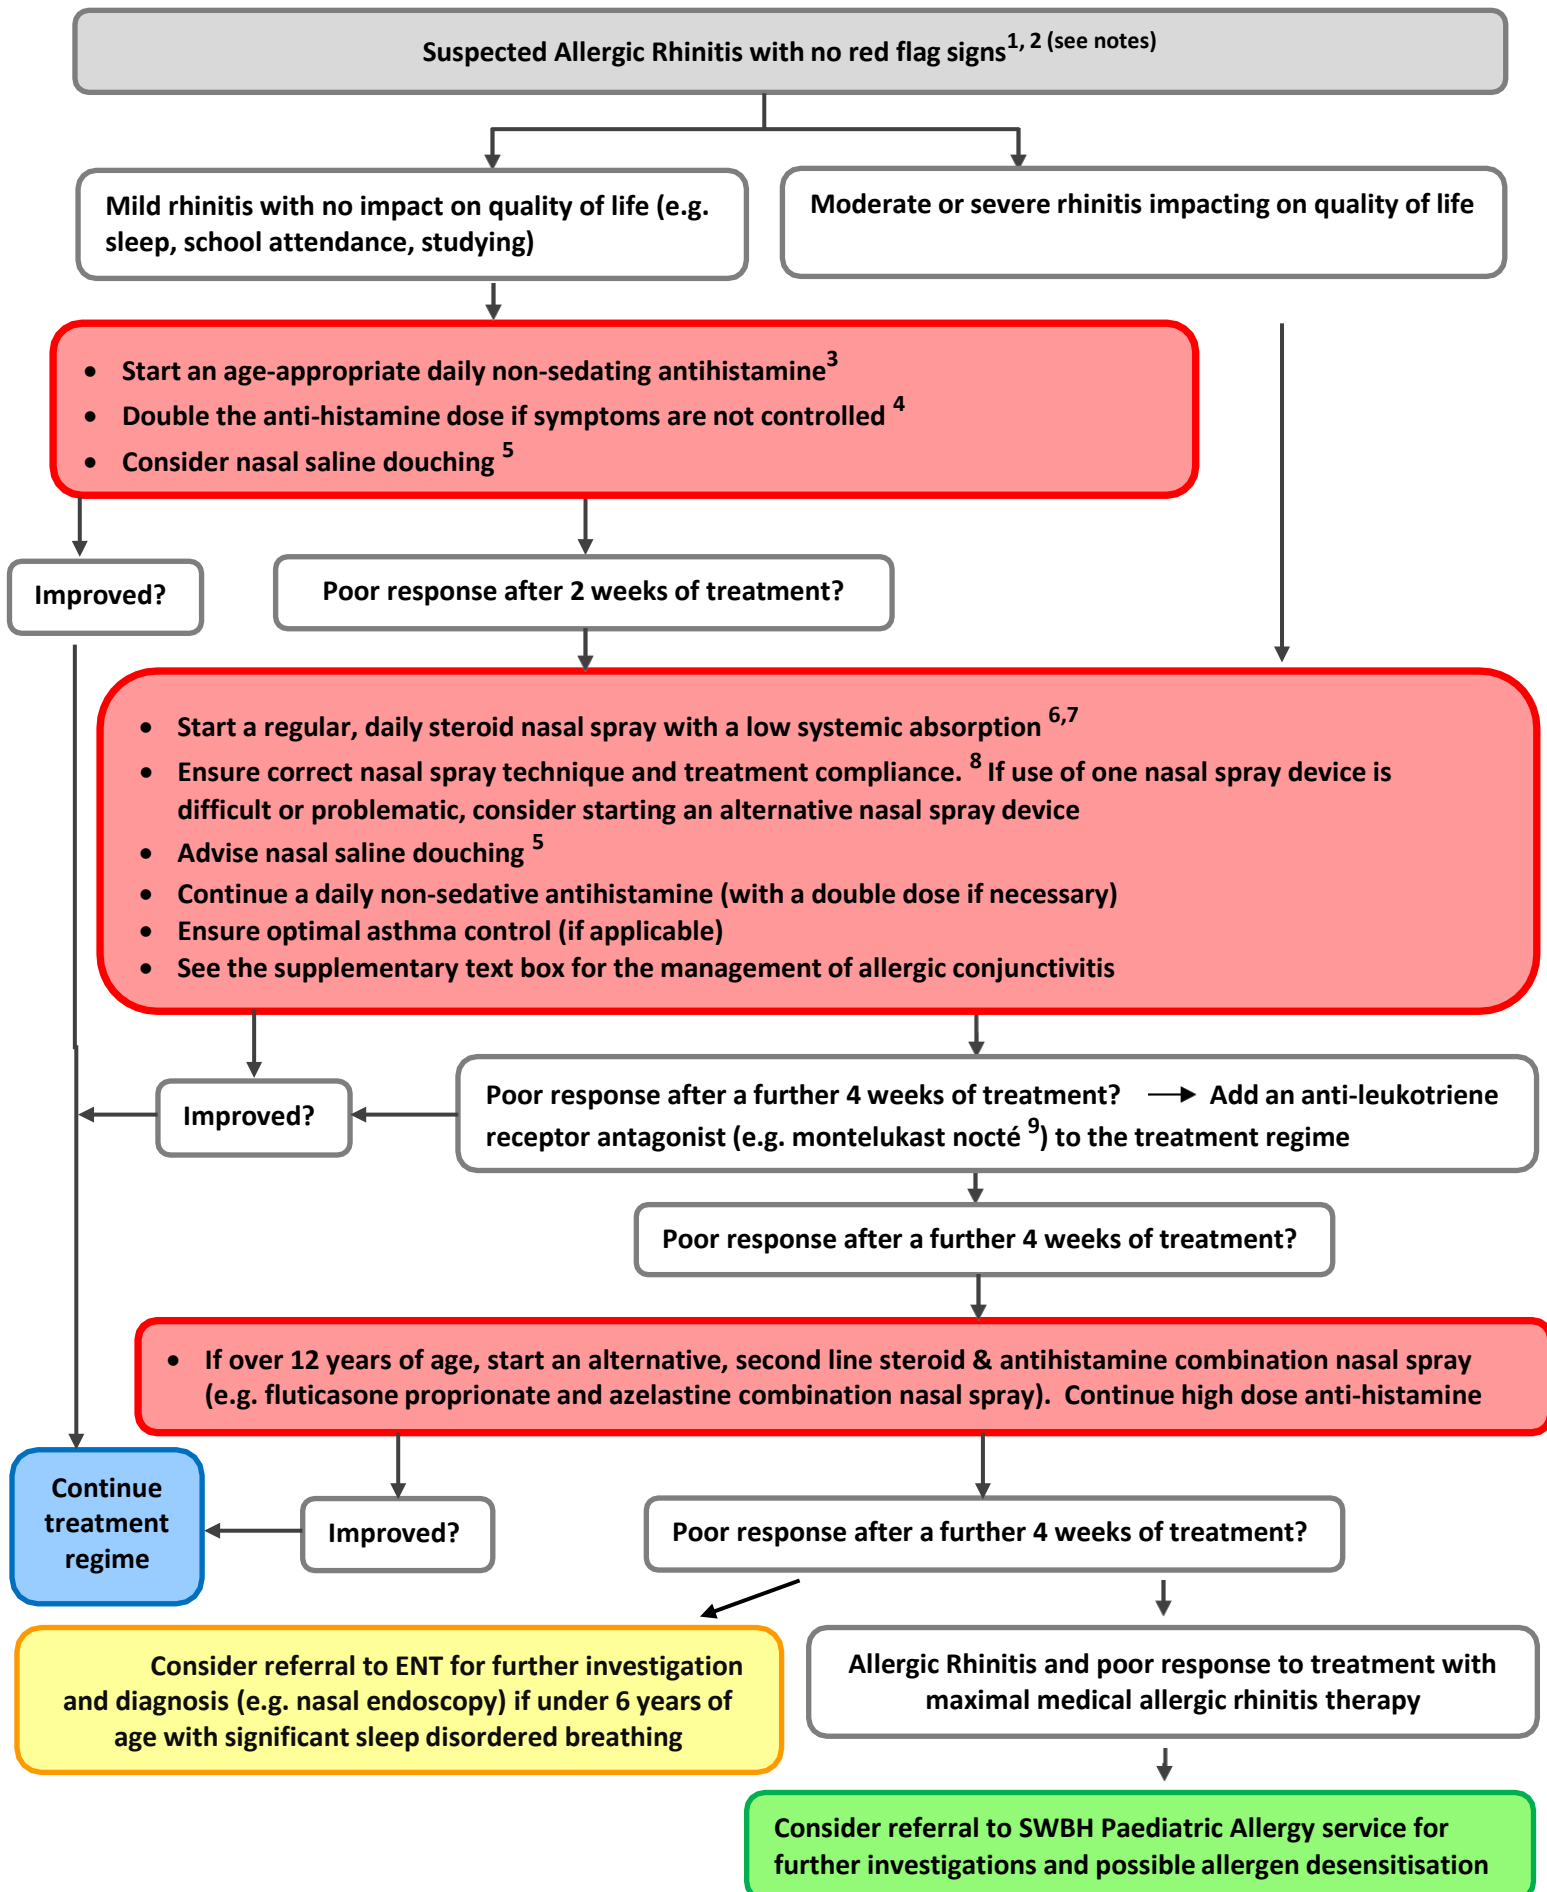 Suspected Allergic Rhinitis with no red flag signs1, 2 (see notes)
Mild rhinitis with no impact on quality of life (e.g.
sleep, school attendance, studying)
Moderate or severe rhinitis impacting on quality of life
• Start an age-appropriate daily non-sedating antihistamine3
• Double the anti-histamine dose if symptoms are not controlled 4
• Consider nasal saline douching 5
Improved?
Poor response after 2 weeks of treatment?
• Start a regular, daily steroid nasal spray with a low systemic absorption 6,7
• Ensure correct nasal spray technique and treatment compliance. 8 If use of one nasal spray device is
difficult or problematic, consider starting an alternative nasal spray device
• Advise nasal saline douching 5
• Continue a daily non-sedative antihistamine (with a double dose if necessary)
• Ensure optimal asthma control (if applicable)
• See the supplementary text box for the management of allergic conjunctivitis
Improved?
Poor response after a further 4 weeks of treatment? → Add an anti-leukotriene
receptor antagonist (e.g. montelukast nocté 9) to the treatment regime
Poor response after a further 4 weeks of treatment?
• If over 12 years of age, start an alternative, second line steroid & antihistamine combination nasal spray
(e.g. fluticasone proprionate and azelastine combination nasal spray). Continue high dose anti-histamine
Continue
treatment
regime
Improved?
Poor response after a further 4 weeks of treatment?
Consider referral to ENT for further investigation
and diagnosis (e.g. nasal endoscopy) if under 6 years of
age with significant sleep disordered breathing
Allergic Rhinitis and poor response to treatment with
maximal medical allergic rhinitis therapy
Consider referral to SWBH Paediatric Allergy service for
further investigations and possible allergen desensitisation